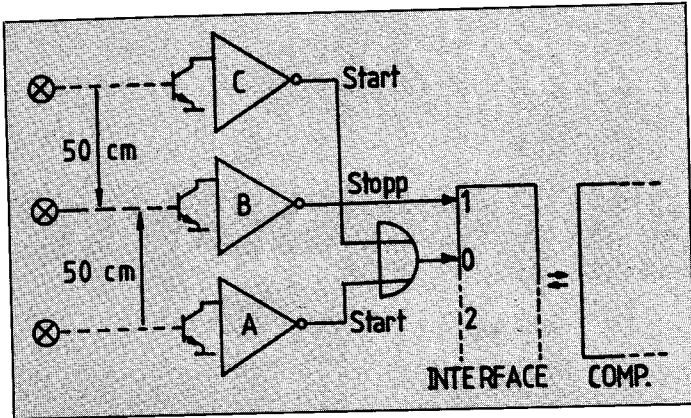 C
Start
50 cm
Stopp
1
B
0
50 cm
A
Start
2
INTERFACE
COMP.